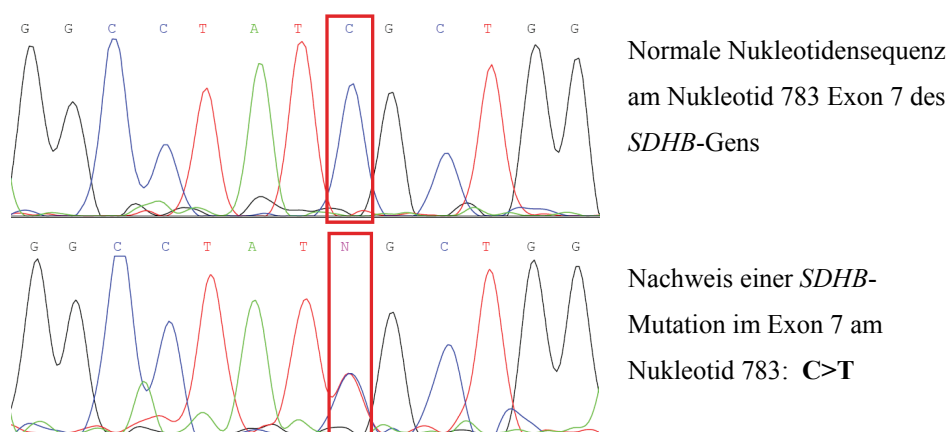 G G C C T A T C G C T G G
Normale Nukleotidensequenz
am Nukleotid 783 Exon 7 des
SDHB-Gens
G G C C T A T N G C T G G
Nachweis einer SDHB-
Mutation im Exon 7 am
Nukleotid 783: C>T